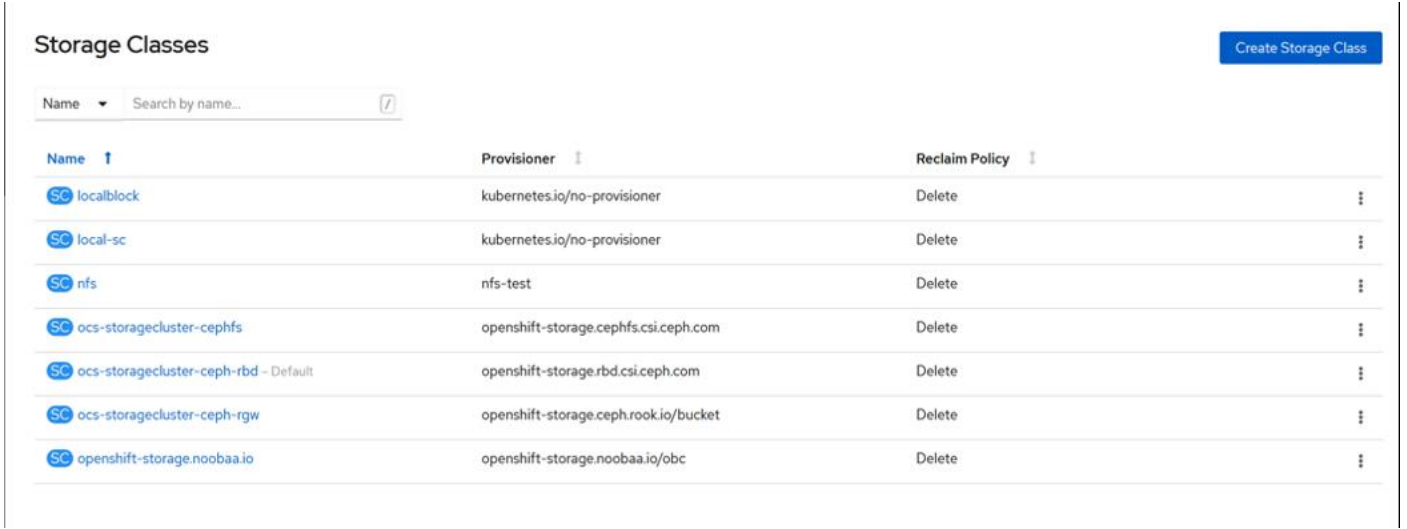 Storage Classes
Create Storage Class
Name Search by name... /
Name Provisioner Reclaim Policy
SC localblock kubernetes.io/no-provisioner Delete
SC local-sc kubernetes.io/no-provisioner Delete
SC nfs nfs-test Delete
SC ocs-storagecluster-cephfs openshift-storage.cephfs.csi.ceph.com Delete
SC ocs-storagecluster-ceph-rbd – Default openshift-storage.rbd.csi.ceph.com Delete
SC ocs-storagecluster-ceph-rgw openshift-storage.ceph.rook.io/bucket Delete
SC openshift-storage.noobaa.io openshift-storage.noobaa.io/obc Delete